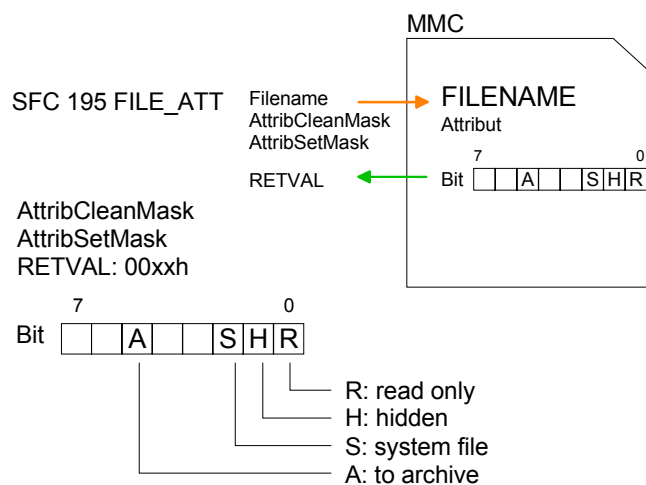 MMC
SFC 195 FILE_ATT
Filename
AttribCleanMask
AttribSetMask
RETVAL
FILENAME
Attribut
7 0
Bit A S H R
AttribCleanMask
AttribSetMask
RETVAL: 00xxh
7 0
Bit A S H R
R: read only
H: hidden
S: system file
A: to archive